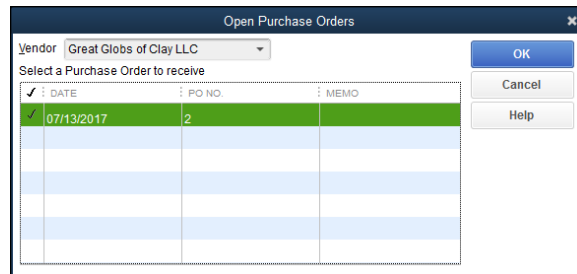 Open Purchase Orders
Vendor Great Globs of Clay LLC
OK
Select a Purchase Order to receive
Cancel
✓ DATE PO NO. MEMO
Help
✓ 07/13/2017 2